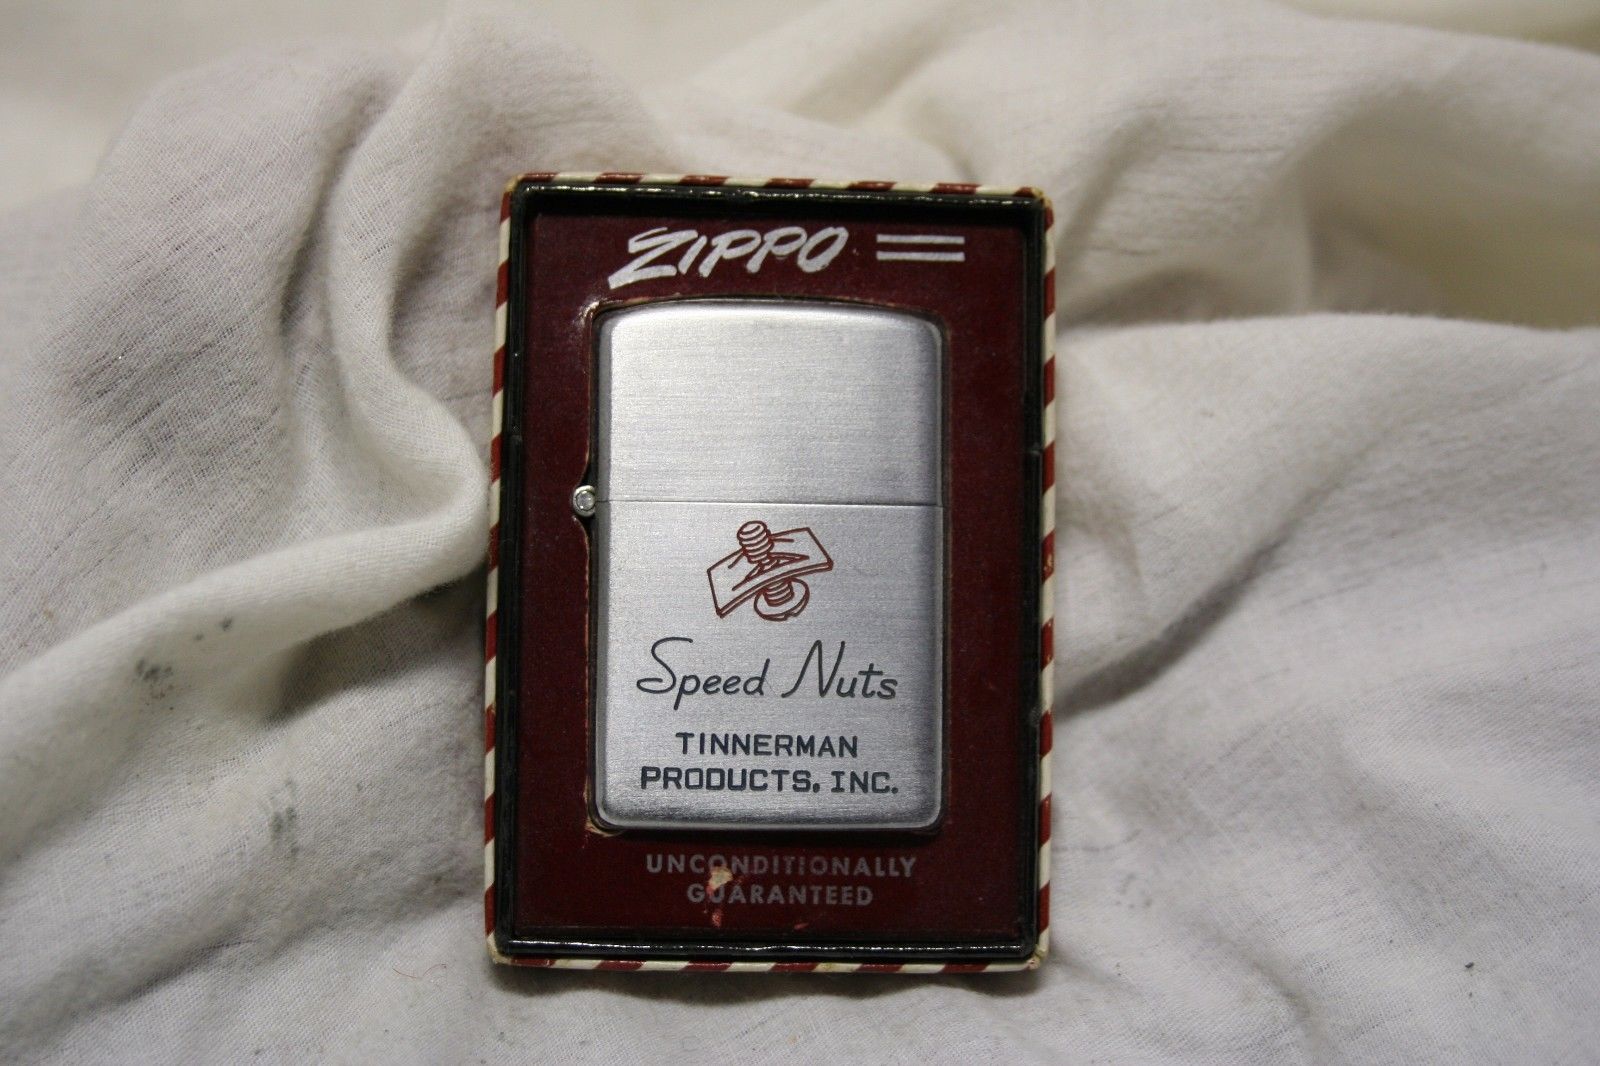 ZIPPO
Speed Nuts
TINNERMAN
PRODUCTS, INC.
UNCONDITIONALLY
GUARANTEED